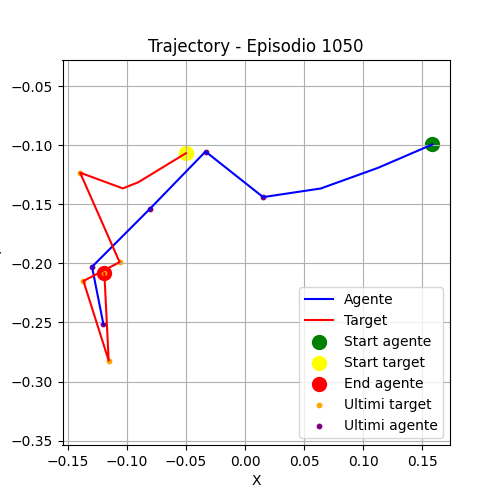 Trajectory - Episodio 1050
−0.05
−0.10
−0.15
−0.20
−0.25
−0.30
−0.35
Agente
Target
Start agente
Start target
End agente
Ultimi target
Ultimi agente
−0.15 −0.10 −0.05 0.00 0.05 0.10 0.15
X